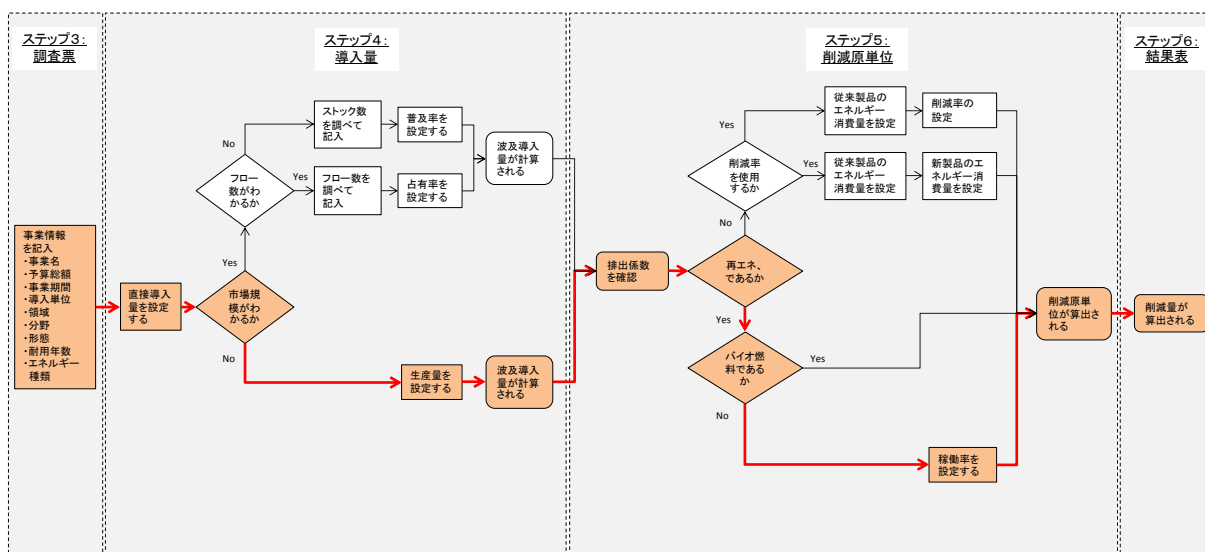 ステップ3:
調査票
事業情報
を記入
・事業名
・予算総額
・事業期間
・導入単位
・領域
・分野
・形態
・耐用年数
・エネルギー
種類
ステップ4:
導入量
直接導入
量を設定
する
市場規
模がわ
かるか
Yes
No
フロー
数がわ
かるか
No
Yes
ストック数
を調べて
記入
普及率を
設定する
フロー数を
調べて
記入
占有率を
設定する
波及導入
量が計算
される
生産量を
設定する
波及導入
量が計算
される
ステップ5:
削減原単位
排出係数
を確認
再エネ、
であるか
No
Yes
削減率
を使用
するか
Yes
Yes
従来製品の
エネルギー
消費量を設定
削減率の
設定
従来製品の
エネルギー
消費量を設定
新製品のエ
ネルギー消
費量を設定
バイオ燃
料である
か
Yes
No
稼働率を
設定する
削減原単
位が算出さ
れる
ステップ6:
結果表
削減量が
算出される